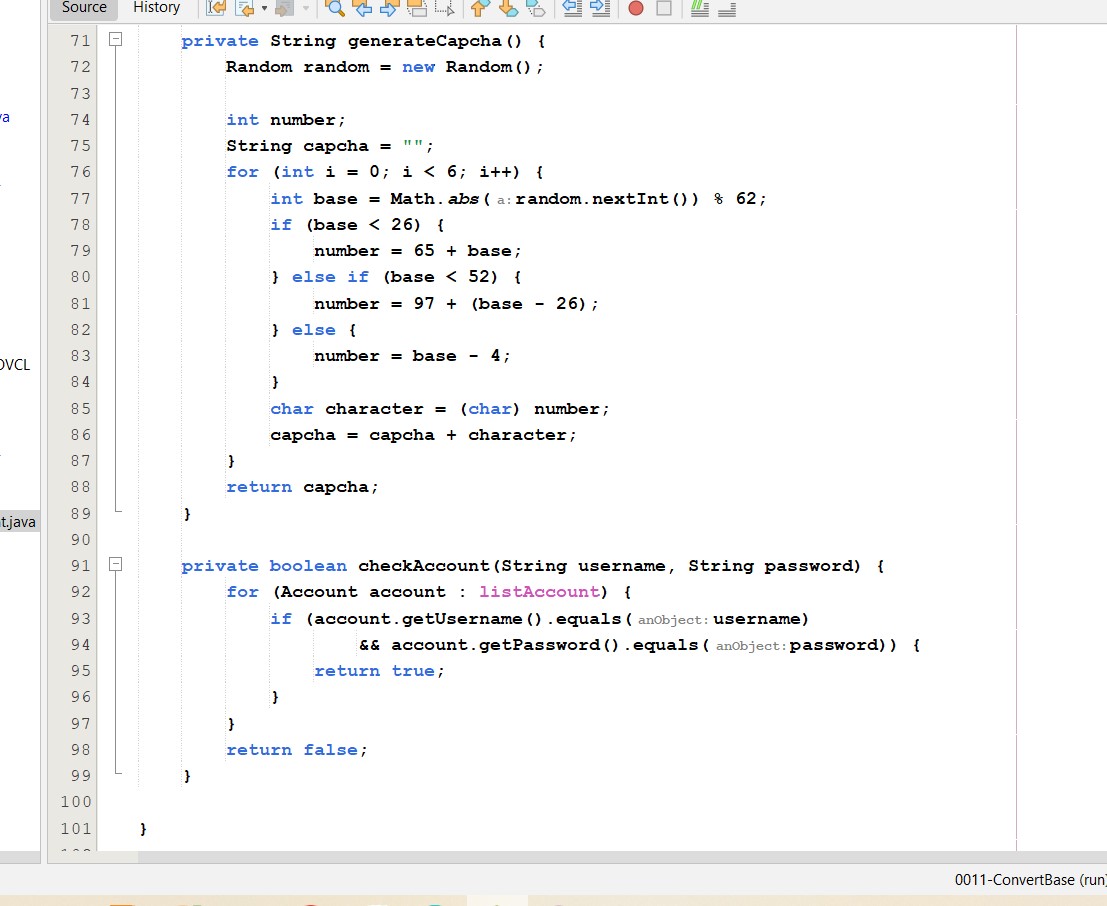 Source History
71 private String generateCapcha() {
72 Random random = new Random();
73
74 int number;
75 String capcha = "";
76 for (int i = 0; i < 6; i++) {
77 int base = Math.abs( a: random.nextInt()) % 62;
78 if (base < 26) {
79 number = 65 + base;
80 } else if (base < 52) {
81 number = 97 + (base - 26);
82 } else {
83 number = base - 4;
84 }
85 char character = (char) number;
86 capcha = capcha + character;
87 }
88 return capcha;
89 }
90
91 private boolean checkAccount(String username, String password) {
92 for (Account account : listAccount) {
93 if (account.getUsername().equals( anObject: username)
94 && account.getPassword().equals( anObject: password)) {
95 return true;
96 }
97 }
98 return false;
99 }
100
101 }
va
OVCL
t.java
0011-ConvertBase (run)